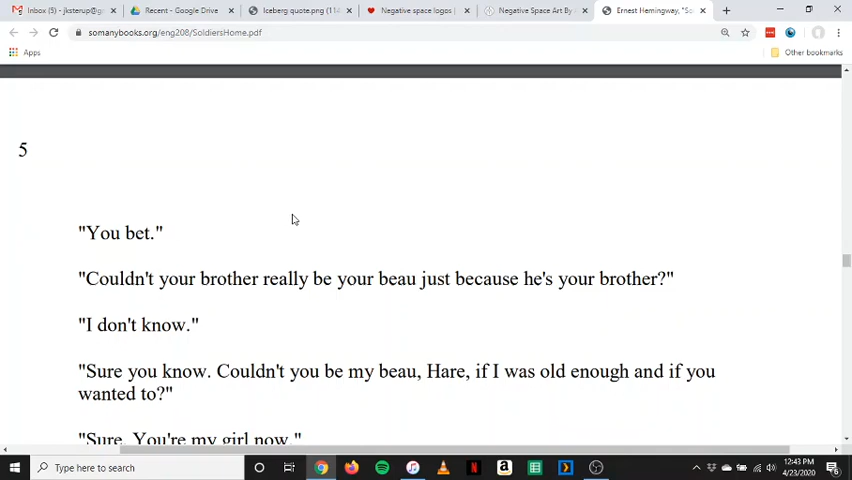 Inbox (5) - jksterup@g
Recent - Google Drive
Iceberg quote.png (11
Negative space logos |
Negative Space Art By
Ernest Hemingway, "So
somanybooks.org/eng208/SoldiersHome.pdf
Apps
Other bookmarks
5
"You bet."
"Couldn't your brother really be your beau just because he's your brother?"
"I don't know."
"Sure you know. Couldn't you be my beau, Hare, if I was old enough and if you
wanted to?"
"Sure. You're my girl now."
Type here to search
12:43 PM
4/23/2020